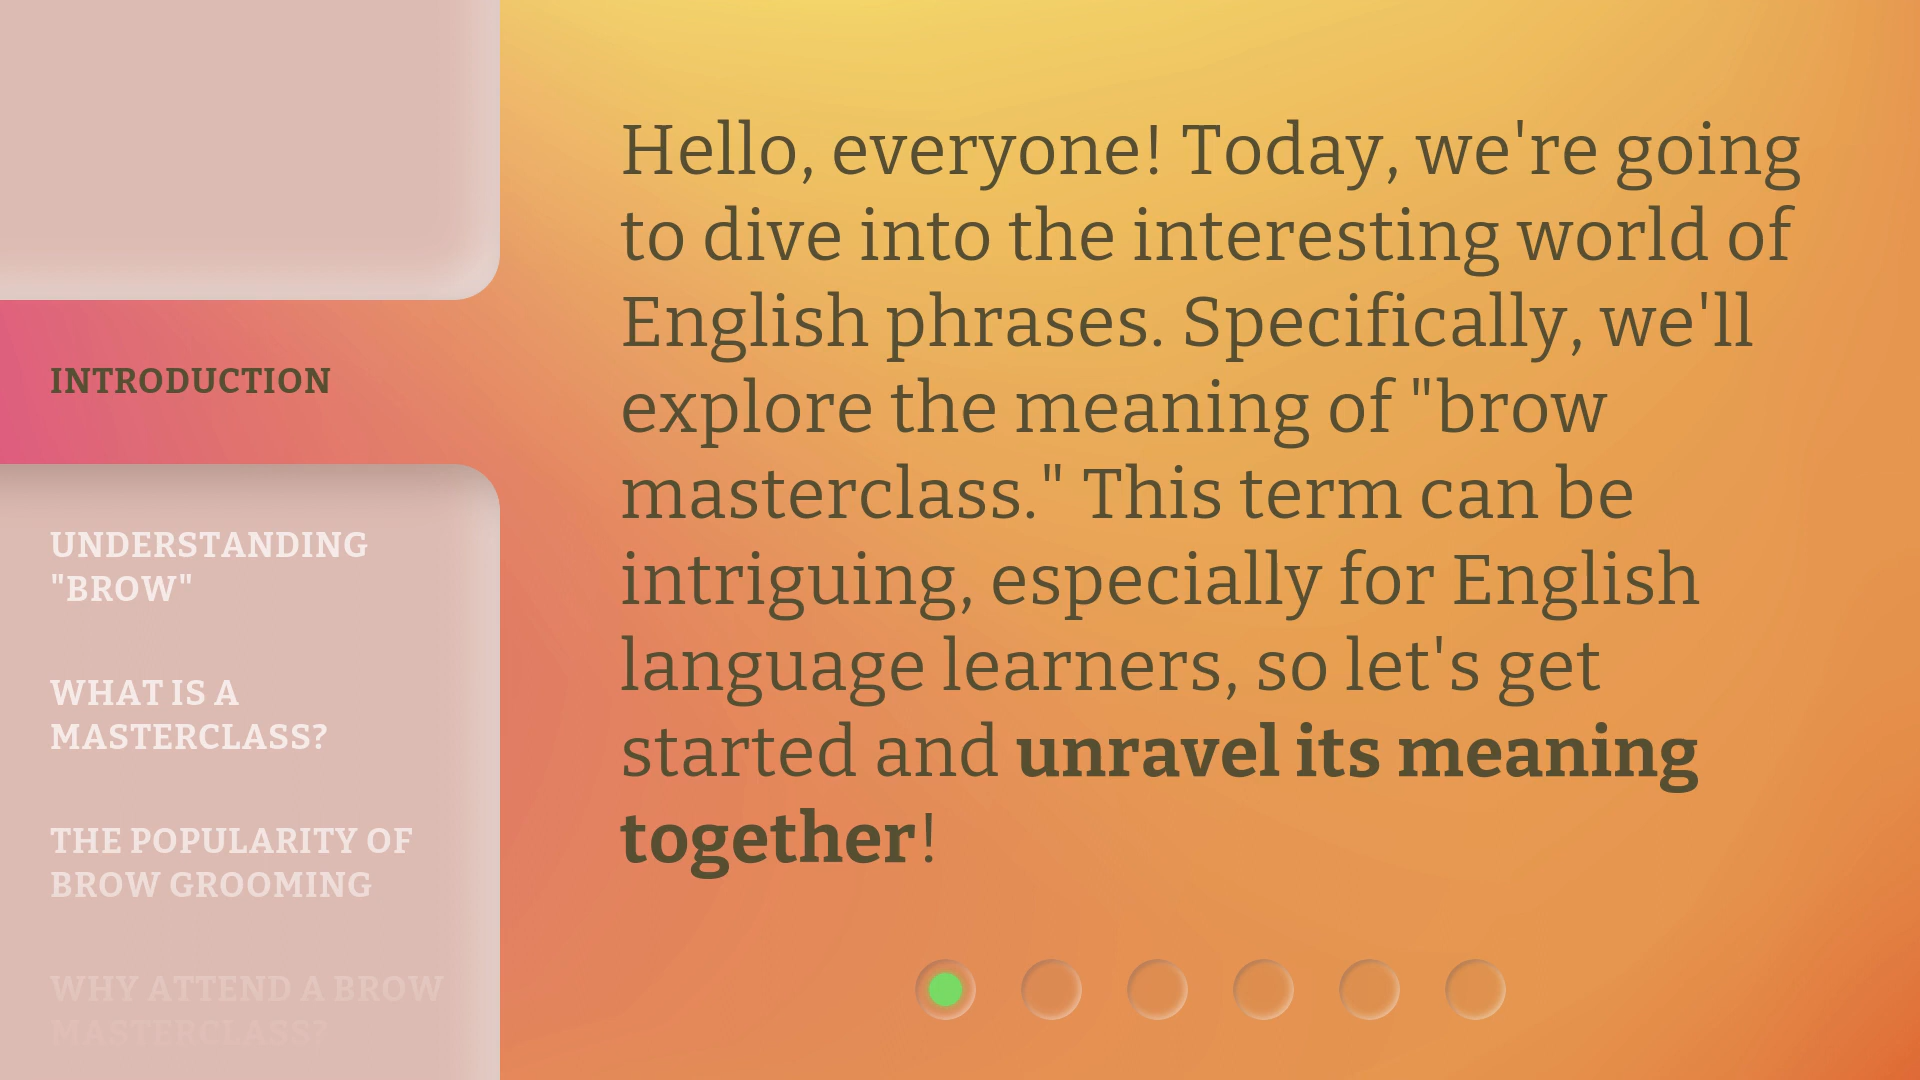 INTRODUCTION
UNDERSTANDING
"BROW"
WHAT IS A
MASTERCLASS?
THE POPULARITY OF
BROW GROOMING
WHY ATTEND A BROW
MASTERCLASS?
Hello, everyone! Today, we're going
to dive into the interesting world of
English phrases. Specifically, we'll
explore the meaning of "brow
masterclass." This term can be
intriguing, especially for English
language learners, so let's get
started and unravel its meaning
together!